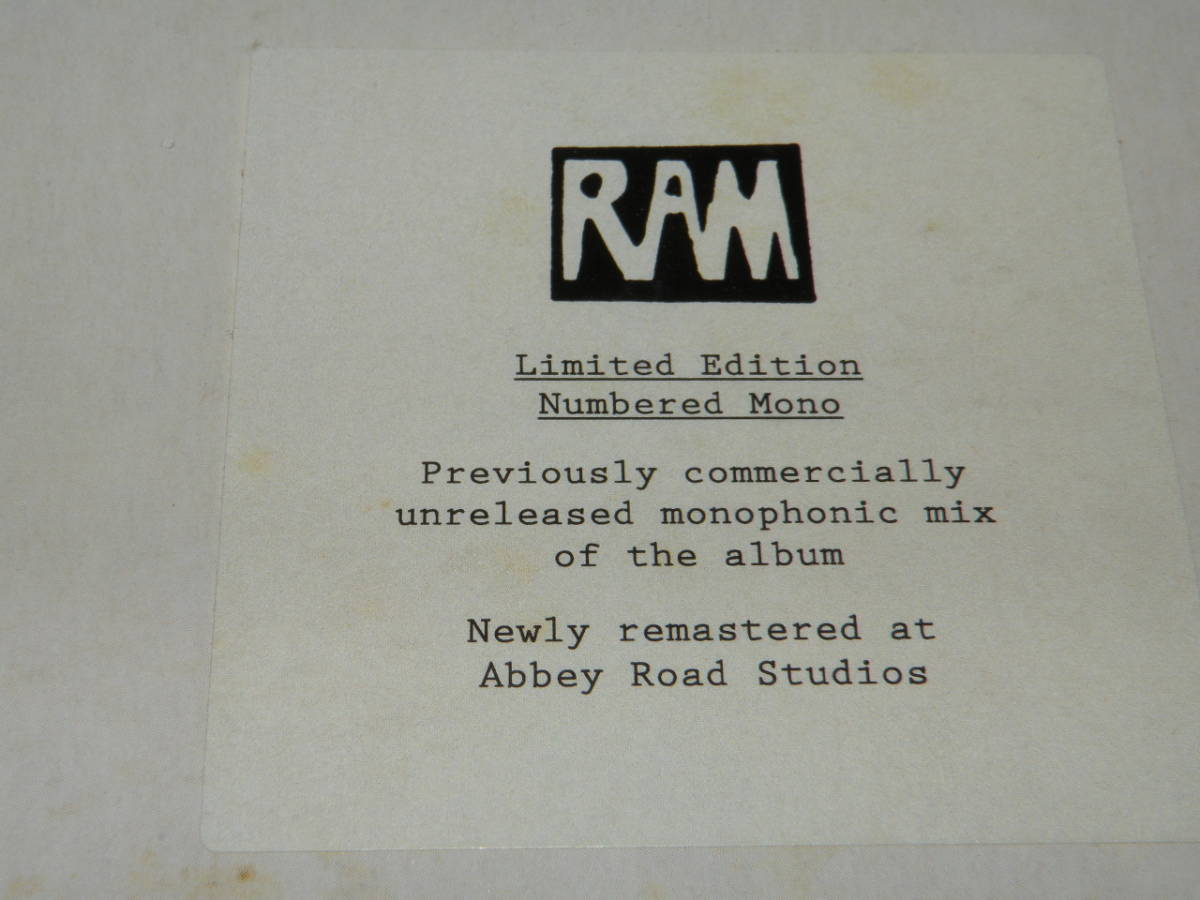 RAM
Limited Edition
Numbered Mono
Previously commercially
unreleased monophonic mix
of the album
Newly remastered at
Abbey Road Studios